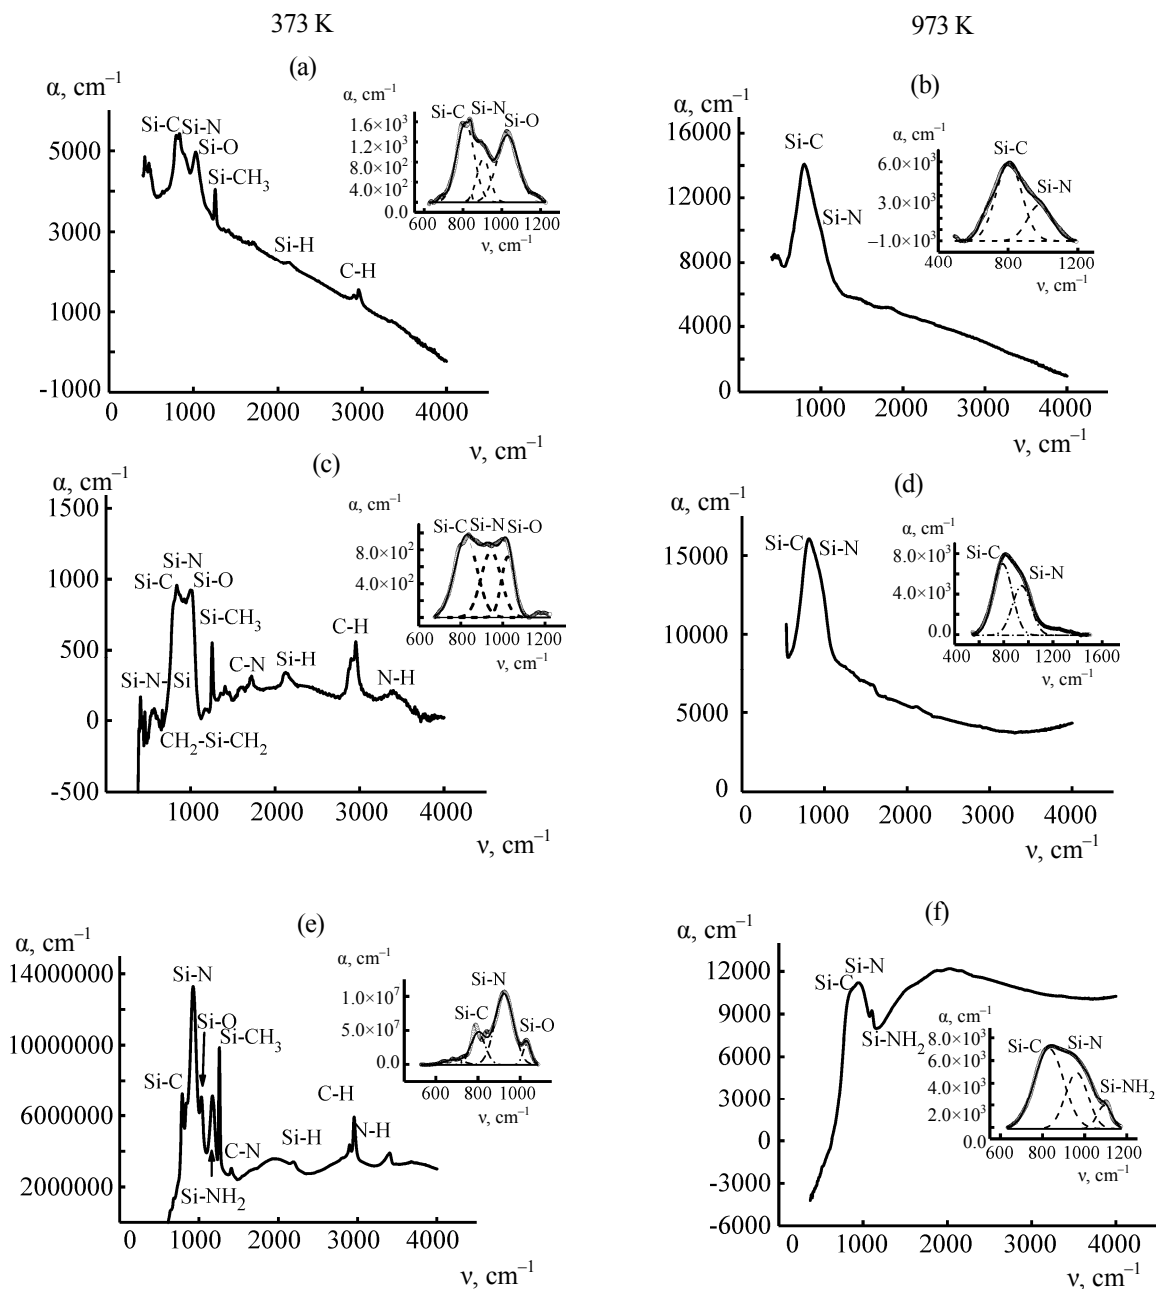 373 K
973 K
(a)
α, cm⁻¹
5000
3000
1000
-1000
0
1000
2000
3000
4000
ν, cm⁻¹
Si-C
Si-N
Si-O
Si-CH₃
Si-H
C-H
α, cm⁻¹
Si-C
Si-N
Si-O
1.6×10³
1.2×10³
8.0×10²
4.0×10²
0.0
600 800 1000 1200
ν, cm⁻¹
(b)
α, cm⁻¹
16000
14000
12000
8000
4000
0
1000
2000
3000
4000
ν, cm⁻¹
Si-C
Si-N
α, cm⁻¹
Si-C
Si-N
6.0×10³
3.0×10³
−1.0×10³
400 800 1200
ν, cm⁻¹
(c)
α, cm⁻¹
1500
1000
500
0
-500
1000
2000
3000
4000
ν, cm⁻¹
Si-N
Si-C
Si-O
Si-CH₃
C-H
C-N
Si-H
N-H
Si-N-Si
CH₂-Si-CH₂
α, cm⁻¹
Si-C
Si-N
Si-O
8.0×10²
4.0×10²
600 800 1000 1200
ν, cm⁻¹
(d)
α, cm⁻¹
15000
10000
5000
0
0
1000
2000
3000
4000
ν, cm⁻¹
Si-C
Si-N
α, cm⁻¹
Si-C
Si-N
8.0×10³
4.0×10³
0.0
400 800 1200 1600
ν, cm⁻¹
(e)
α, cm⁻¹
14000000
10000000
6000000
2000000
0
1000
2000
3000
4000
ν, cm⁻¹
Si-N
Si-O
Si-CH₃
Si-C
C-H
N-H
Si-H
C-N
Si-NH₂
α, cm⁻¹
Si-N
Si-C
Si-O
1.0×10⁷
5.0×10⁶
0.0
600 800 1000
ν, cm⁻¹
(f)
α, cm⁻¹
12000
9000
6000
3000
0
-3000
-6000
0
1000
2000
3000
4000
ν, cm⁻¹
Si-N
Si-C
Si-NH₂
α, cm⁻¹
Si-C
Si-N
Si-NH₂
8.0×10³
6.0×10³
4.0×10³
2.0×10³
0.0
600 800 1000 1200
ν, cm⁻¹